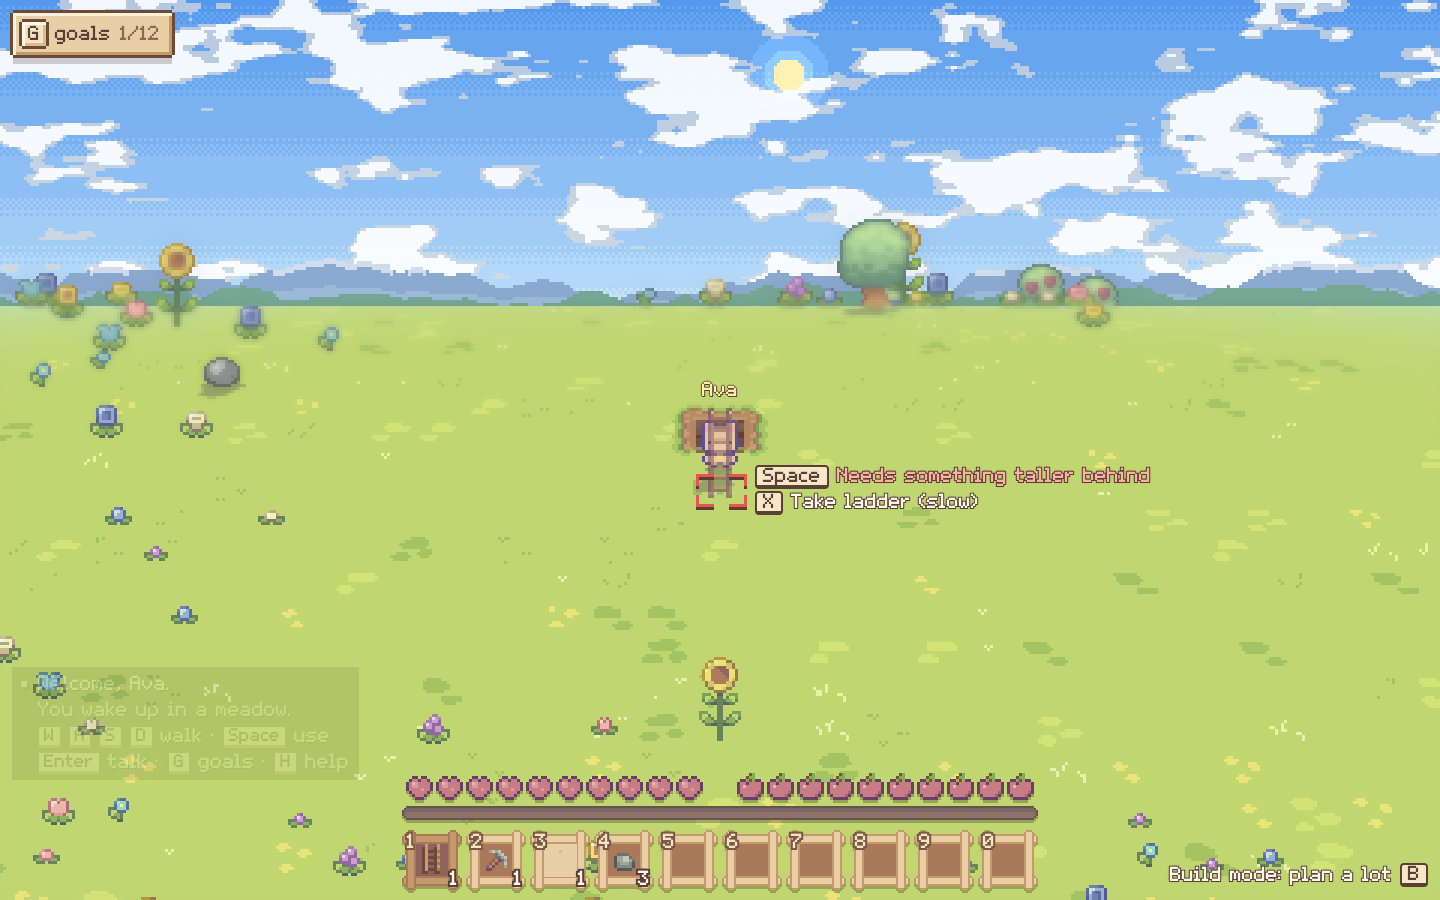 G goals 1/12
Ava
Space Needs something taller behind
X Take ladder (slow)
Welcome, Ava.
You wake up in a meadow.
W A S D walk · Space use
Enter talk · G goals · H help
1 2 3 4 5 6 7 8 9 0
1 1 1 3
Build mode: plan a lot B